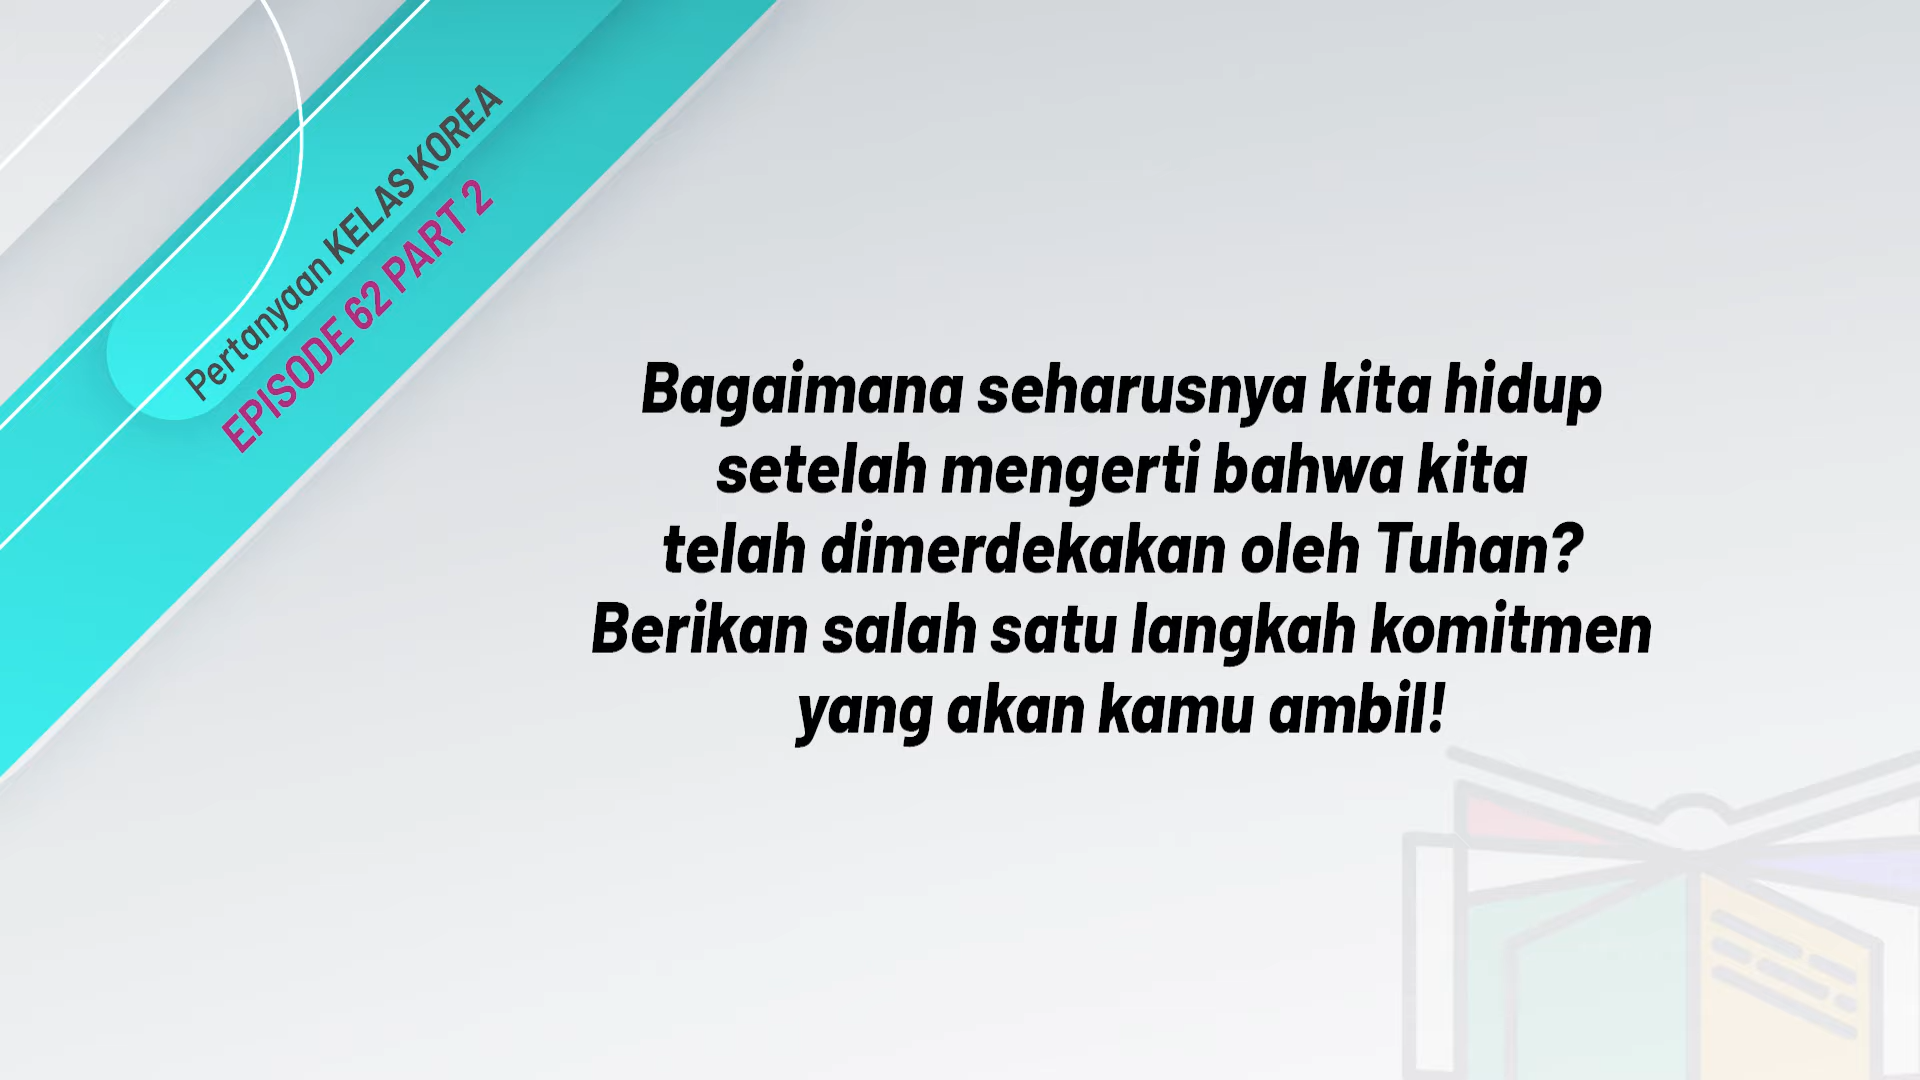 Pertanyaan KELAS KOREA
EPISODE 62 PART 2
Bagaimana seharusnya kita hidup
setelah mengerti bahwa kita
telah dimerdekakan oleh Tuhan?
Berikan salah satu langkah komitmen
yang akan kamu ambil!